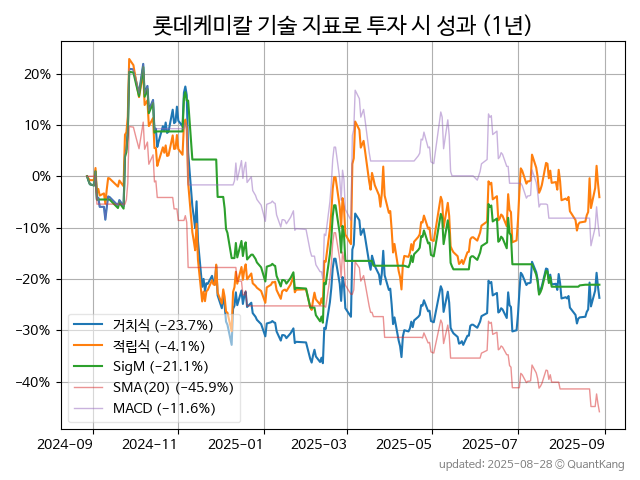 롯데케미칼 기술 지표로 투자 시 성과 (1년)
20%
10%
0%
−10%
−20%
−30%
−40%
거치식 (−23.7%)
적립식 (−4.1%)
SigM (−21.1%)
SMA(20) (−45.9%)
MACD (−11.6%)
2024-09 2024-11 2025-01 2025-03 2025-05 2025-07 2025-09
updated: 2025-08-28 © QuantKang